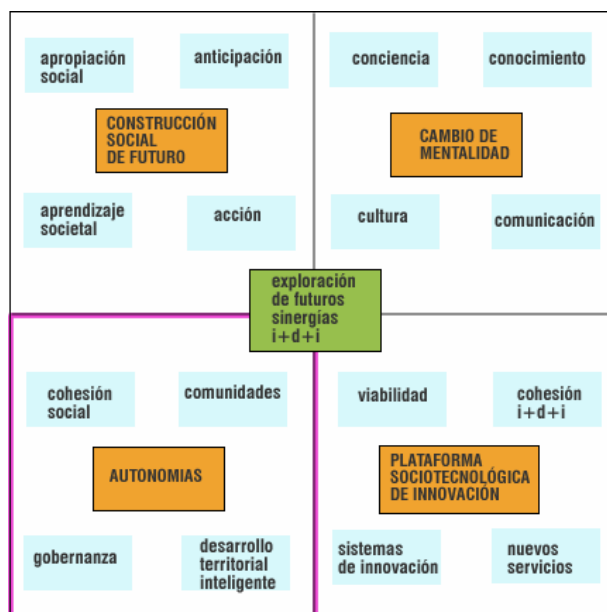 apropiación
social
anticipación
CONSTRUCCIÓN
SOCIAL
DE FUTURO
aprendizaje
societal
acción
conciencia
conocimiento
CAMBIO DE
MENTALIDAD
cultura
comunicación
exploración
de futuros
sinergías
i+d+i
cohesión
social
comunidades
AUTONOMIAS
gobernanza
desarrollo
territorial
inteligente
viabilidad
cohesión
i+d+i
PLATAFORMA
SOCIOTECNOLÓGICA
DE INNOVACIÓN
sistemas
de innovación
nuevos
servicios